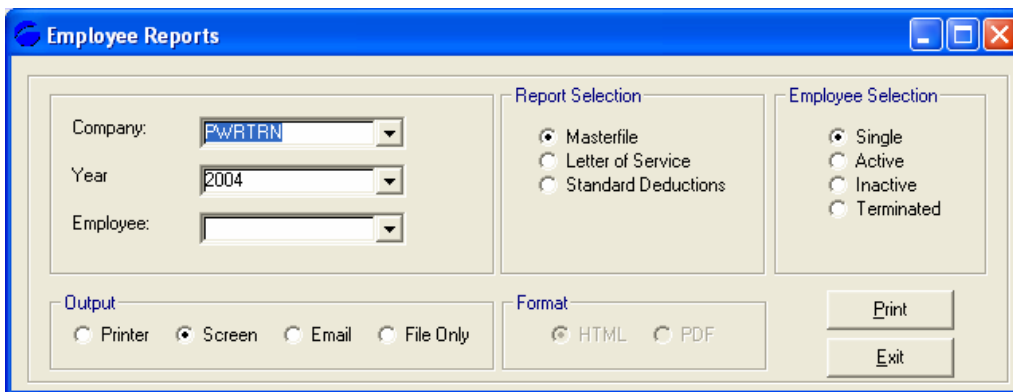 Employee Reports
Company: PWRTRN
Year 2004
Employee:
Report Selection
Masterfile
Letter of Service
Standard Deductions
Employee Selection
Single
Active
Inactive
Terminated
Output
Printer Screen Email File Only
Format
HTML PDF
Print
Exit